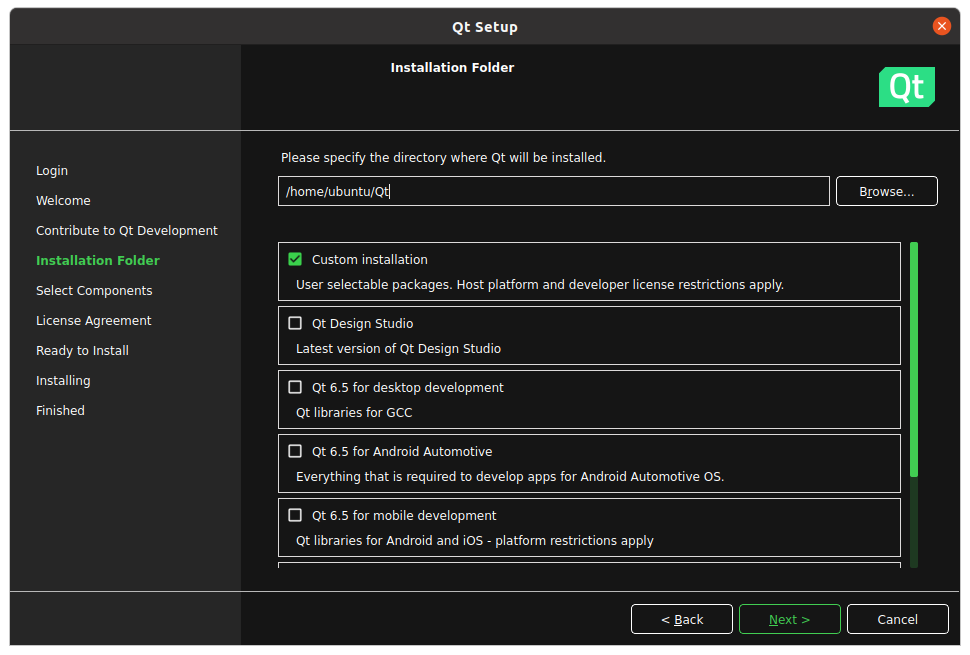 Qt Setup
Installation Folder
Qt
Login
Welcome
Contribute to Qt Development
Installation Folder
Select Components
License Agreement
Ready to Install
Installing
Finished
Please specify the directory where Qt will be installed.
/home/ubuntu/Qt
Browse...
Custom installation
User selectable packages. Host platform and developer license restrictions apply.
Qt Design Studio
Latest version of Qt Design Studio
Qt 6.5 for desktop development
Qt libraries for GCC
Qt 6.5 for Android Automotive
Everything that is required to develop apps for Android Automotive OS.
Qt 6.5 for mobile development
Qt libraries for Android and iOS - platform restrictions apply
< Back
Next >
Cancel